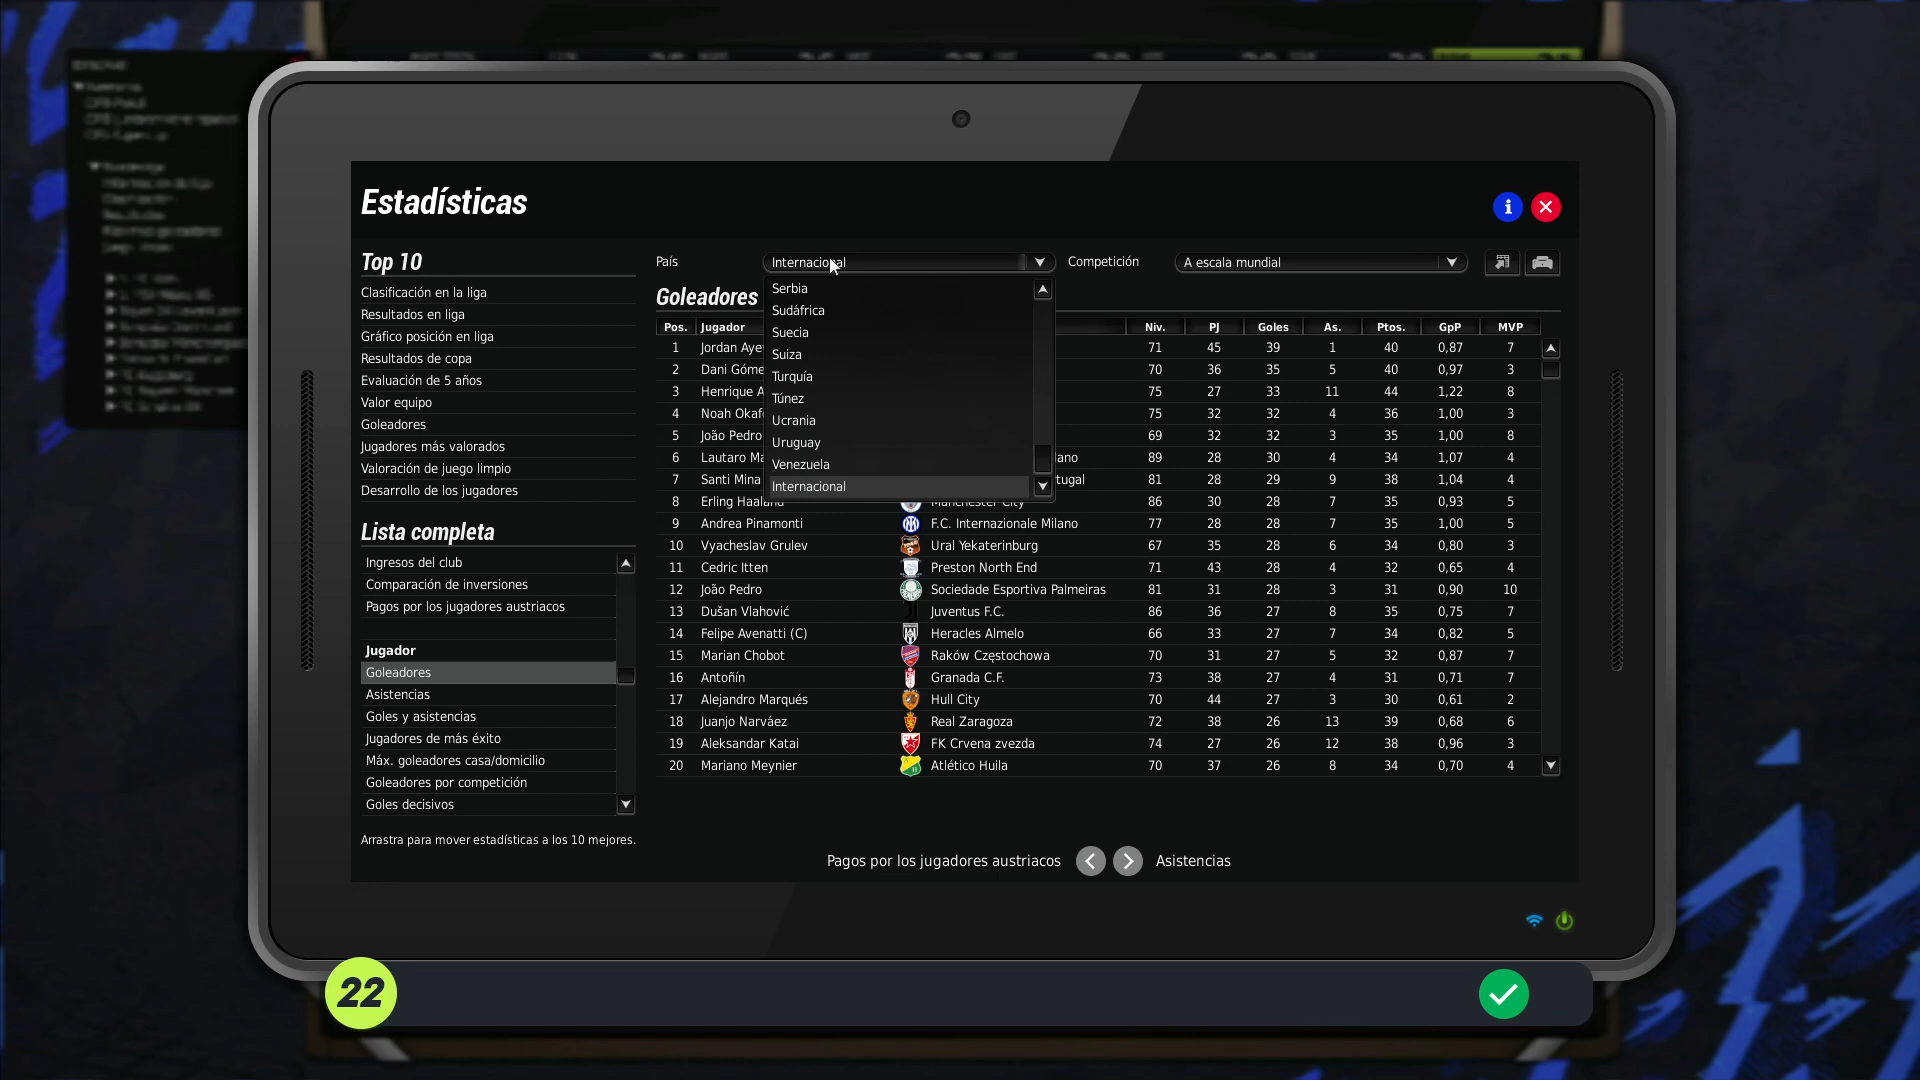 Estadísticas
Top 10
Clasificación en la liga
Resultados en liga
Gráfico posición en liga
Resultados de copa
Evaluación de 5 años
Valor equipo
Goleadores
Jugadores más valorados
Valoración de juego limpio
Desarrollo de los jugadores
Lista completa
Ingresos del club
Comparación de inversiones
Pagos por los jugadores austriacos
Jugador
Goleadores
Asistencias
Goles y asistencias
Jugadores de más éxito
Máx. goleadores casa/domicilio
Goleadores por competición
Goles decisivos
Arrastra para mover estadísticas a los 10 mejores.
País Internacional Competición A escala mundial
Serbia
Sudáfrica
Suecia
Suiza
Turquía
Túnez
Ucrania
Uruguay
Venezuela
Internacional
Goleadores
Pos. Jugador Niv. PJ Goles As. Ptos. GpP MVP
1 Jordan Aye 71 45 39 1 40 0,87 7
2 Dani Góme 70 36 35 5 40 0,97 3
3 Henrique A 75 27 33 11 44 1,22 8
4 Noah Okaf 75 32 32 4 36 1,00 3
5 João Pedro 69 32 32 3 35 1,00 8
6 Lautaro Ma ano 89 28 30 4 34 1,07 4
7 Santi Mina tugal 81 28 29 9 38 1,04 4
8 Erling Haaland Manchester City 86 30 28 7 35 0,93 5
9 Andrea Pinamonti F.C. Internazionale Milano 77 28 28 7 35 1,00 5
10 Vyacheslav Grulev Ural Yekaterinburg 67 35 28 6 34 0,80 3
11 Cedric Itten Preston North End 71 43 28 4 32 0,65 4
12 João Pedro Sociedade Esportiva Palmeiras 81 31 28 3 31 0,90 10
13 Dušan Vlahović Juventus F.C. 86 36 27 8 35 0,75 7
14 Felipe Avenatti (C) Heracles Almelo 66 33 27 7 34 0,82 5
15 Marian Chobot Raków Częstochowa 70 31 27 5 32 0,87 7
16 Antoñín Granada C.F. 73 38 27 4 31 0,71 7
17 Alejandro Marqués Hull City 70 44 27 3 30 0,61 2
18 Juanjo Narváez Real Zaragoza 72 38 26 13 39 0,68 6
19 Aleksandar Katai FK Crvena zvezda 74 27 26 12 38 0,96 3
20 Mariano Meynier Atlético Huila 70 37 26 8 34 0,70 4
Pagos por los jugadores austriacos Asistencias
22